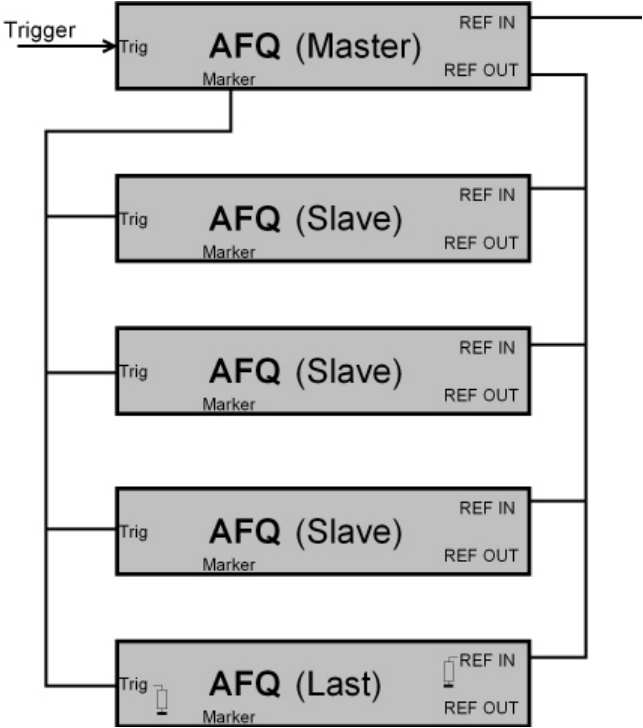 Trigger
Trig
AFQ (Master)
Marker
REF IN
REF OUT
Trig
AFQ (Slave)
Marker
REF IN
REF OUT
Trig
AFQ (Slave)
Marker
REF IN
REF OUT
Trig
AFQ (Slave)
Marker
REF IN
REF OUT
Trig
AFQ (Last)
Marker
REF IN
REF OUT